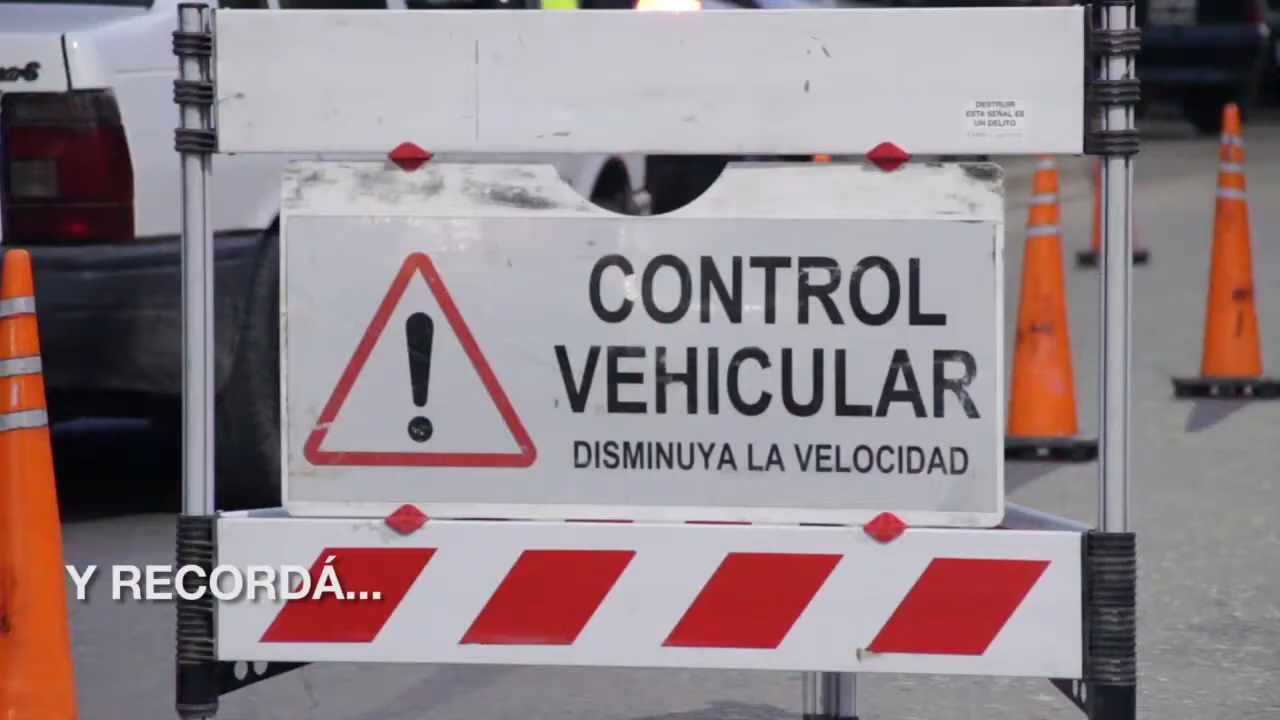 DESTRUIR
ESTA SEÑAL ES
UN DELITO
CONTROL
VEHICULAR
DISMINUYA LA VELOCIDAD
Y RECORDÁ...